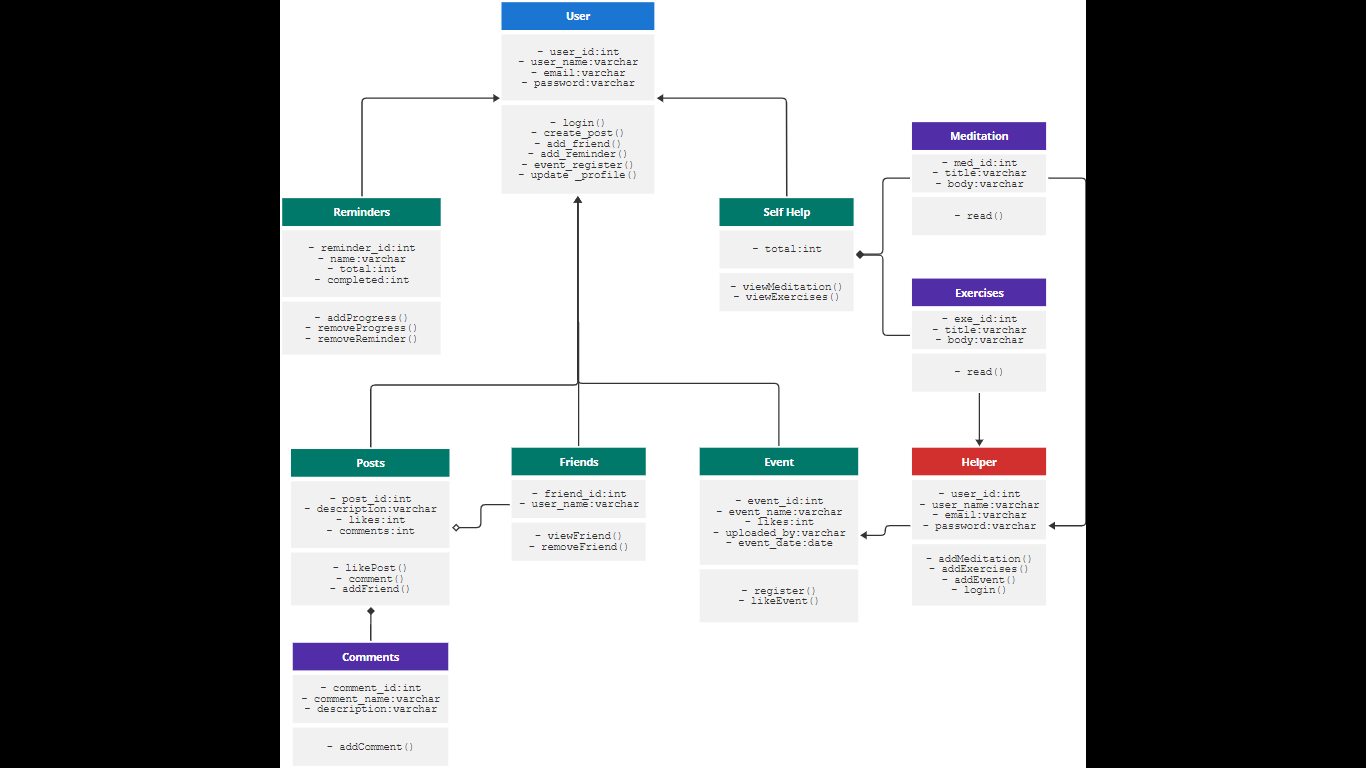 User
- user_id:int
- user_name:varchar
- email:varchar
- password:varchar
- login()
- create_post()
- add_friend()
- add_reminder()
- event_register()
- update _profile()
Reminders
- reminder_id:int
- name:varchar
- total:int
- completed:int
- addProgress()
- removeProgress()
- removeReminder()
Self Help
- total:int
- viewMeditation()
- viewExercises()
Meditation
- med_id:int
- title:varchar
- body:varchar
- read()
Exercises
- exe_id:int
- title:varchar
- body:varchar
- read()
Posts
- post_id:int
- description:varchar
- likes:int
- comments:int
- likePost()
- comment()
- addFriend()
Friends
- friend_id:int
- user_name:varchar
- viewFriend()
- removeFriend()
Event
- event_id:int
- event_name:varchar
- likes:int
- uploaded_by:varchar
- event_date:date
- register()
- likeEvent()
Helper
- user_id:int
- user_name:varchar
- email:varchar
- password:varchar
- addMeditation()
- addExercises()
- addEvent()
- login()
Comments
- comment_id:int
- comment_name:varchar
- description:varchar
- addComment()